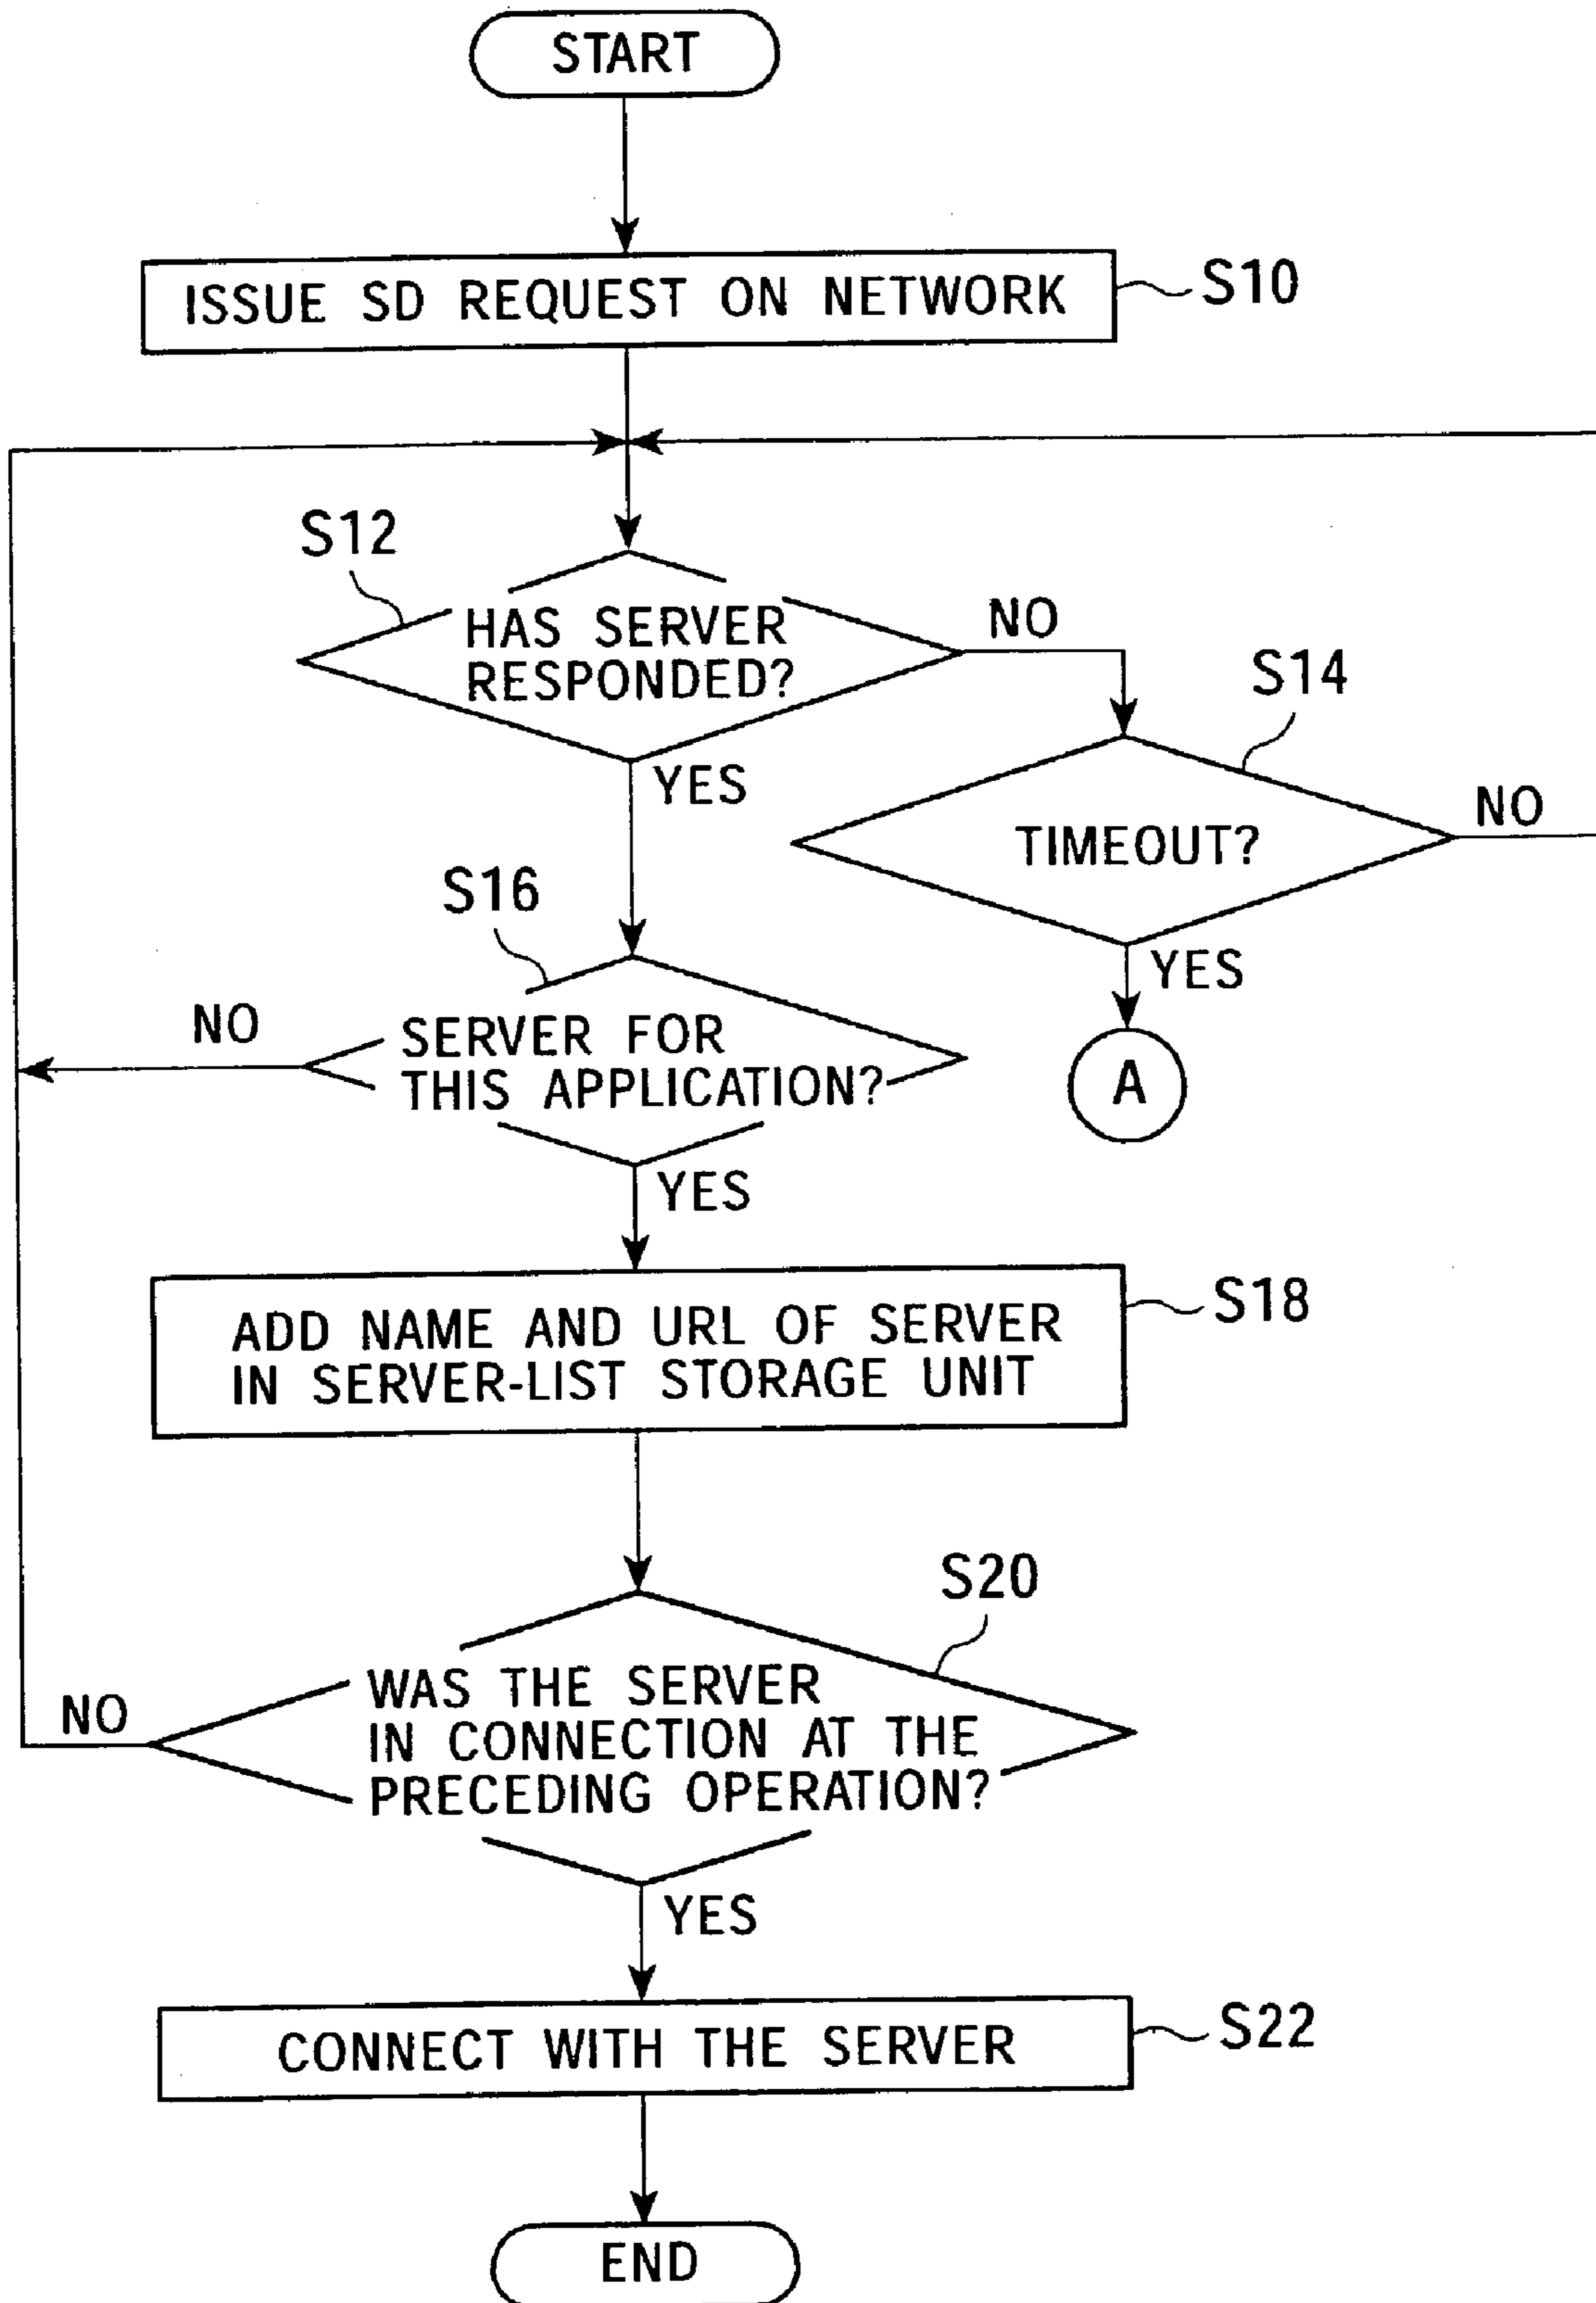 START
ISSUE SD REQUEST ON NETWORK
S10
S12
HAS SERVER
RESPONDED?
NO
YES
S14
TIMEOUT?
NO
YES
A
S16
SERVER FOR
THIS APPLICATION?
NO
YES
ADD NAME AND URL OF SERVER
IN SERVER-LIST STORAGE UNIT
S18
S20
WAS THE SERVER
IN CONNECTION AT THE
PRECEDING OPERATION?
NO
YES
CONNECT WITH THE SERVER
S22
END